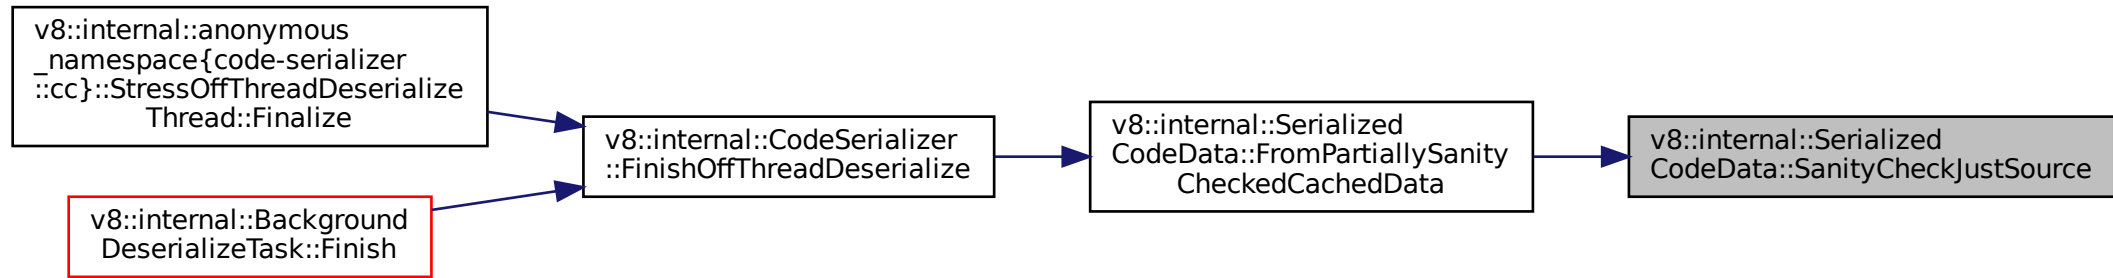 v8::internal::anonymous
_namespace{code-serializer
::cc}::StressOffThreadDeserialize
Thread::Finalize
v8::internal::Background
DeserializeTask::Finish
v8::internal::CodeSerializer
::FinishOffThreadDeserialize
v8::internal::Serialized
CodeData::FromPartiallySanity
CheckedCachedData
v8::internal::Serialized
CodeData::SanityCheckJustSource